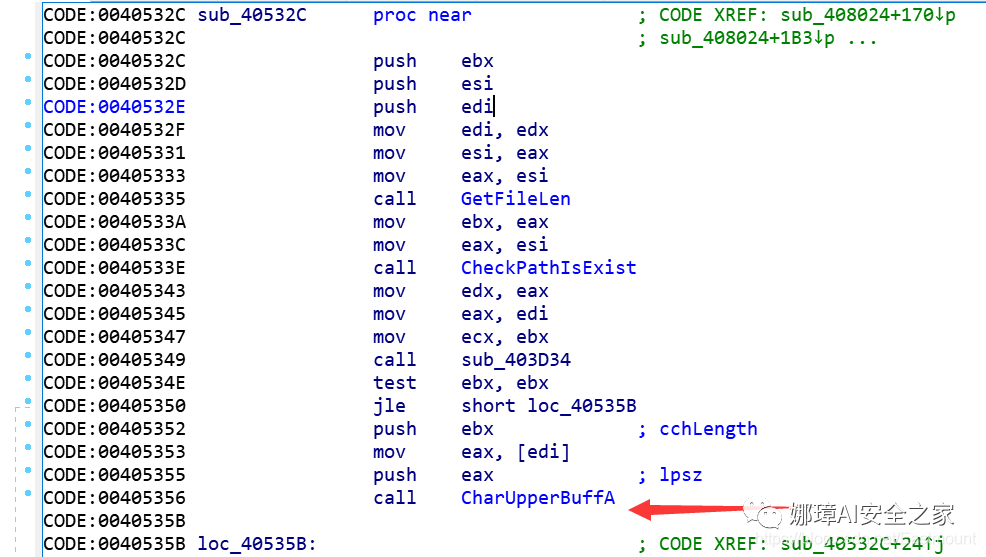 CODE:0040532C sub_40532C proc near ; CODE XREF: sub_408024+170↓p
CODE:0040532C ; sub_408024+1B3↓p ...
CODE:0040532C push ebx
CODE:0040532D push esi
CODE:0040532E push edi
CODE:0040532F mov edi, edx
CODE:00405331 mov esi, eax
CODE:00405333 mov eax, esi
CODE:00405335 call GetFileLen
CODE:0040533A mov ebx, eax
CODE:0040533C mov eax, esi
CODE:0040533E call CheckPathIsExist
CODE:00405343 mov edx, eax
CODE:00405345 mov eax, edi
CODE:00405347 mov ecx, ebx
CODE:00405349 call sub_403D34
CODE:0040534E test ebx, ebx
CODE:00405350 jle short loc_40535B
CODE:00405352 push ebx ; cchLength
CODE:00405353 mov eax, [edi]
CODE:00405355 push eax ; lpsz
CODE:00405356 call CharUpperBuffA
CODE:0040535B
娜璋AI安全之家
CODE:0040535B loc_40535B: ; CODE XREF: sub_40532C+24↑j